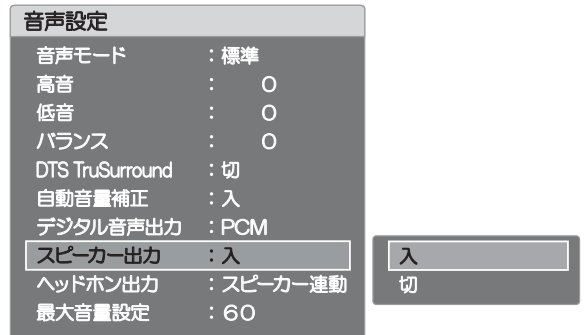 音声設定
音声モード : 標準
高音 : 0
低音 : 0
バランス : 0
DTS TruSurround : 切
自動音量補正 : 入
デジタル音声出力 : PCM
スピーカー出力 : 入
入
ヘッドホン出力 : スピーカー連動
切
最大音量設定 : 60